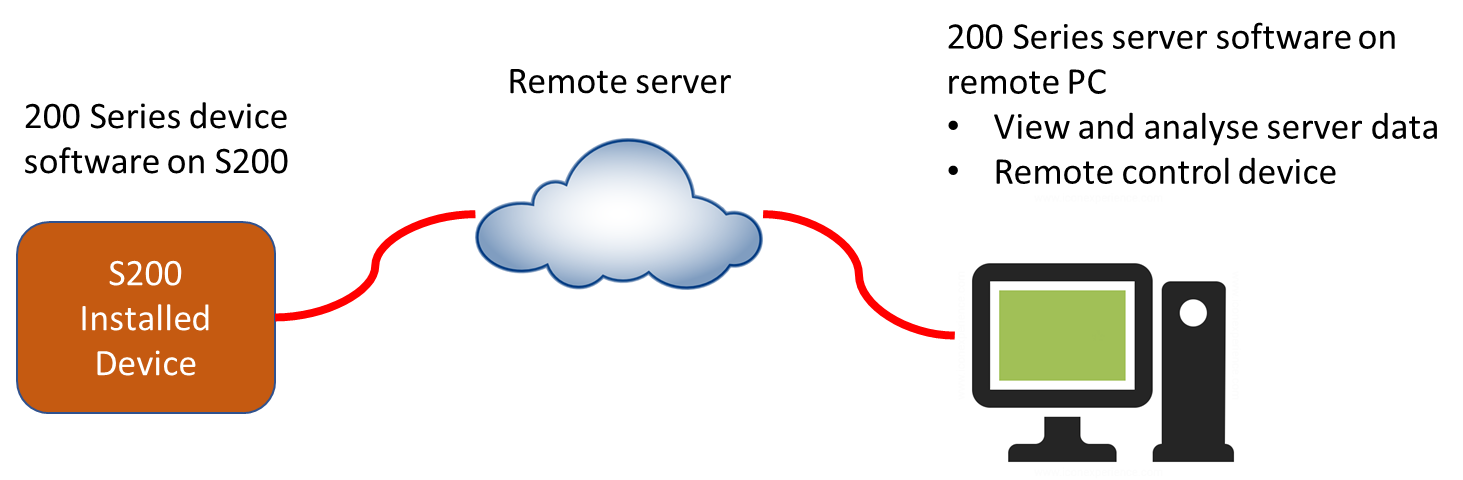 200 Series device
software on S200
S200
Installed
Device
Remote server
200 Series server software on
remote PC
• View and analyse server data
• Remote control device